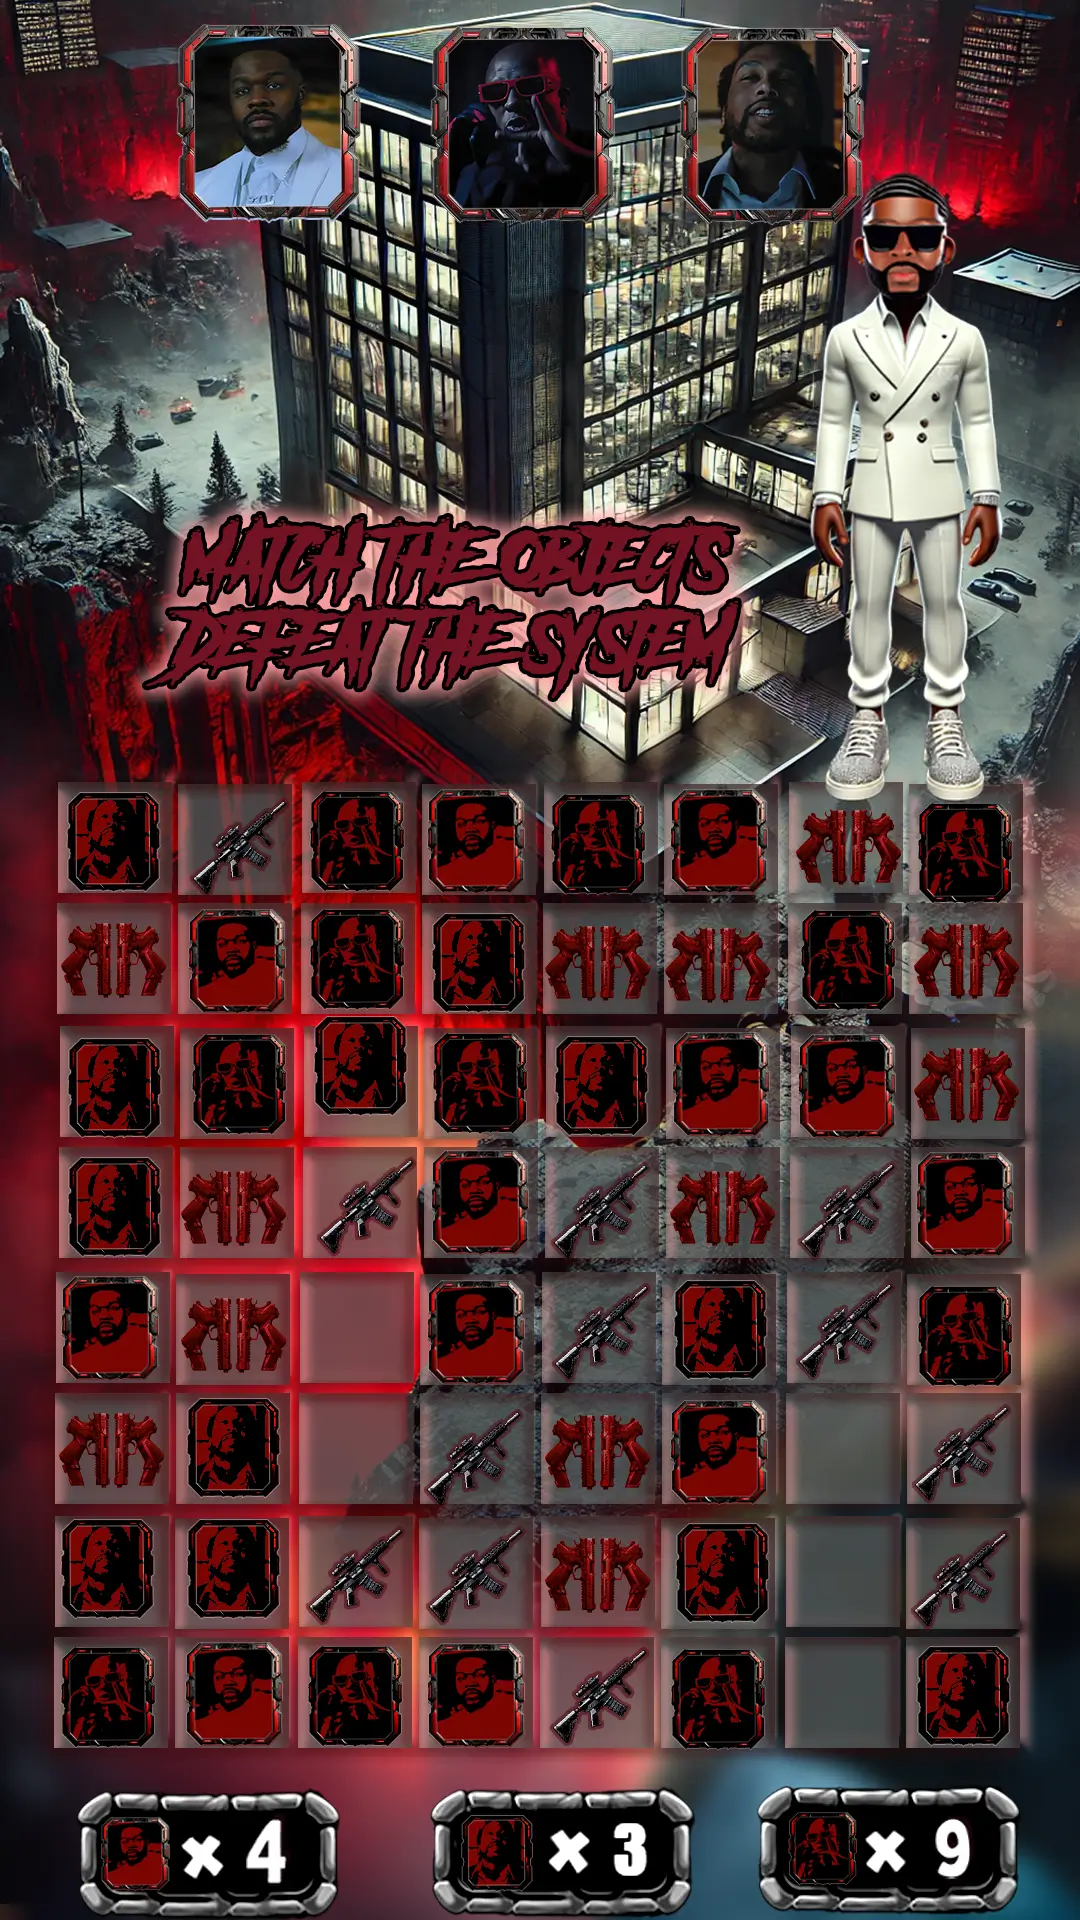 MATCH THE OBJECTS
DEFEAT THE SYSTEM
× 4
× 3
× 9